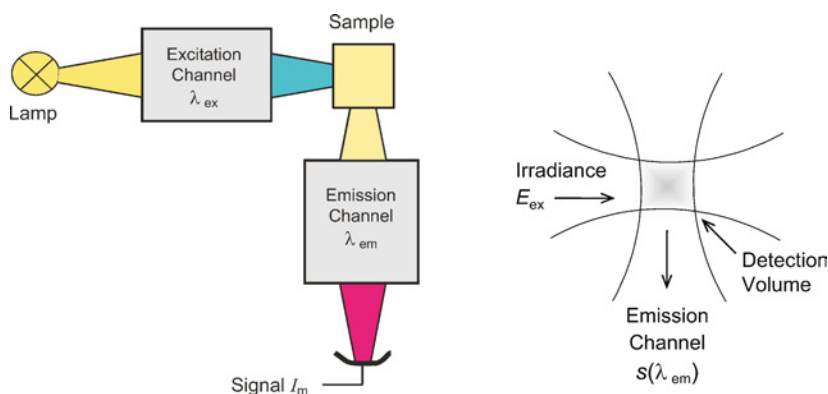 Sample
Excitation
Channel
λ ex
Lamp
Emission
Channel
λ em
Signal Im
Irradiance
Eex
Detection
Volume
Emission
Channel
s(λ em)